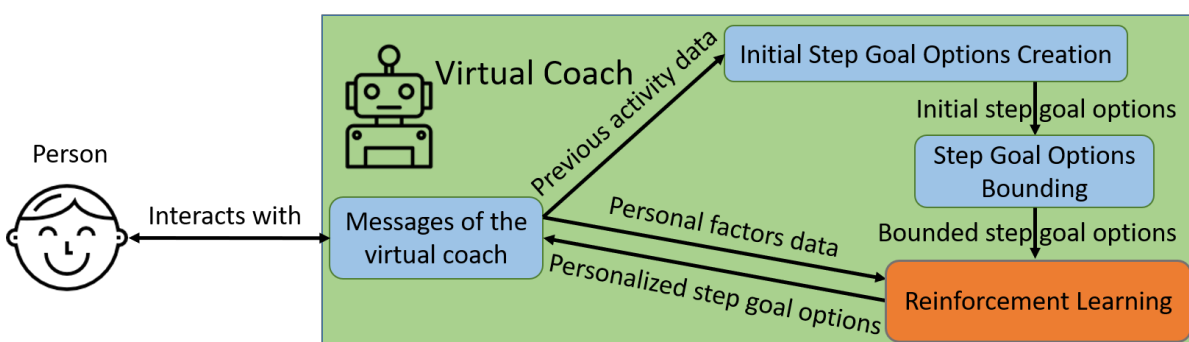 Virtual Coach
Previous activity data
Initial Step Goal Options Creation
Initial step goal options
Step Goal Options
Bounding
Bounded step goal options
Person
Interacts with
Messages of the
virtual coach
Personal factors data
Personalized step goal options
Reinforcement Learning